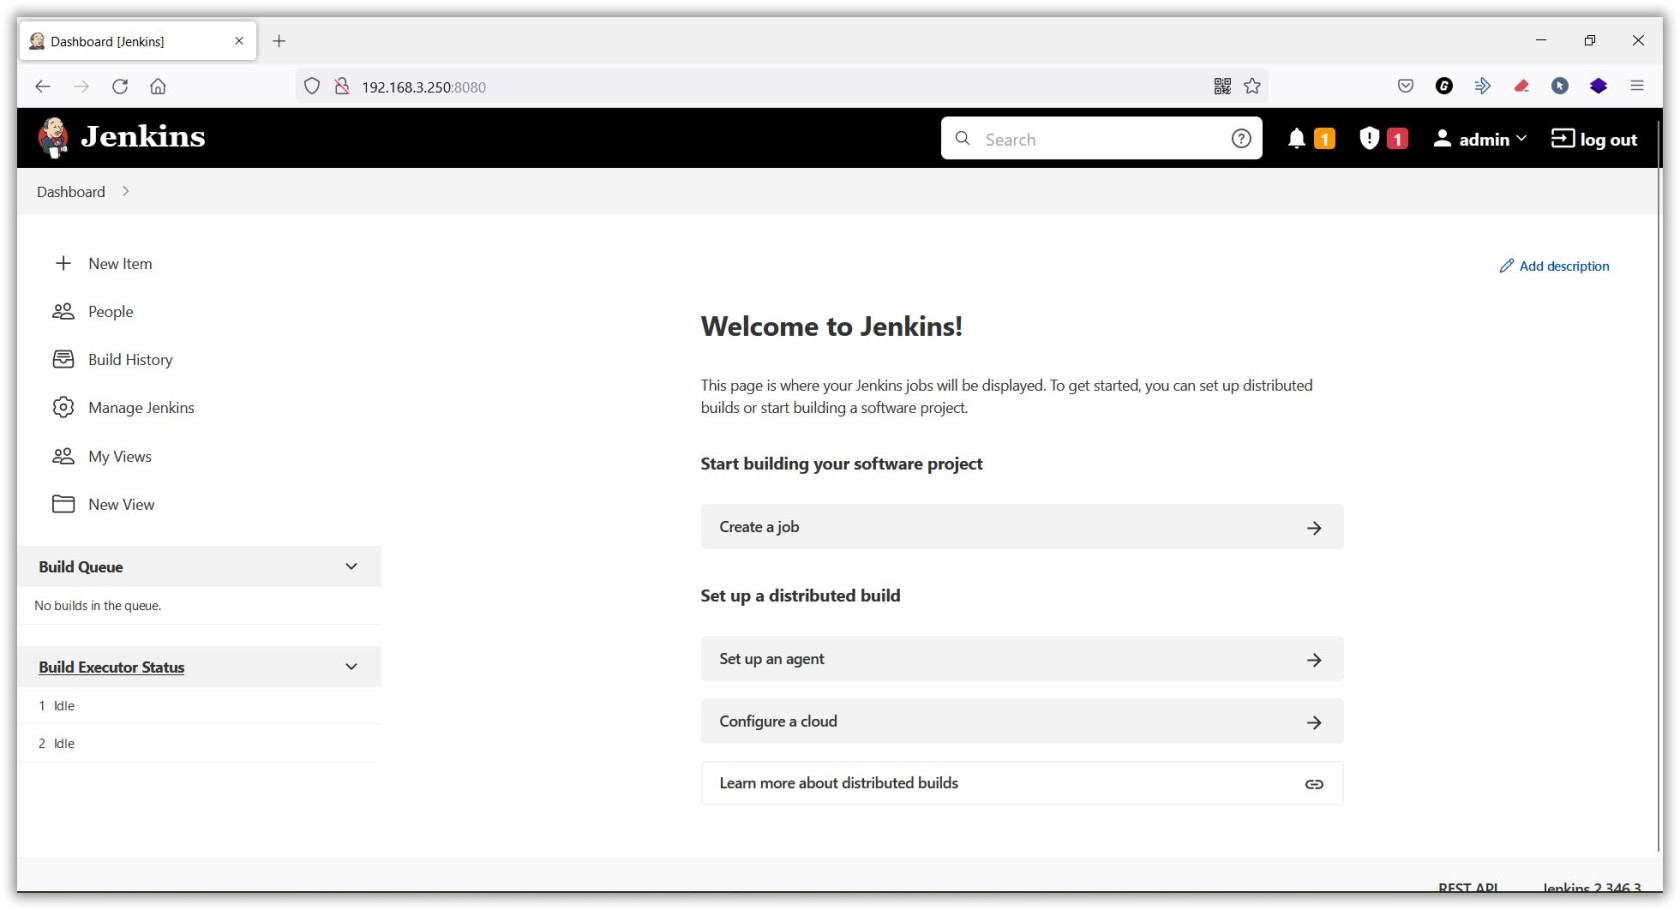 Dashboard [Jenkins]
192.168.3.250:8080
Jenkins
Search
1
1
admin
log out
Dashboard
New Item
People
Build History
Manage Jenkins
My Views
New View
Build Queue
No builds in the queue.
Build Executor Status
1 Idle
2 Idle
Add description
Welcome to Jenkins!
This page is where your Jenkins jobs will be displayed. To get started, you can set up distributed
builds or start building a software project.
Start building your software project
Create a job
Set up a distributed build
Set up an agent
Configure a cloud
Learn more about distributed builds
REST API
Jenkins 2.346.3